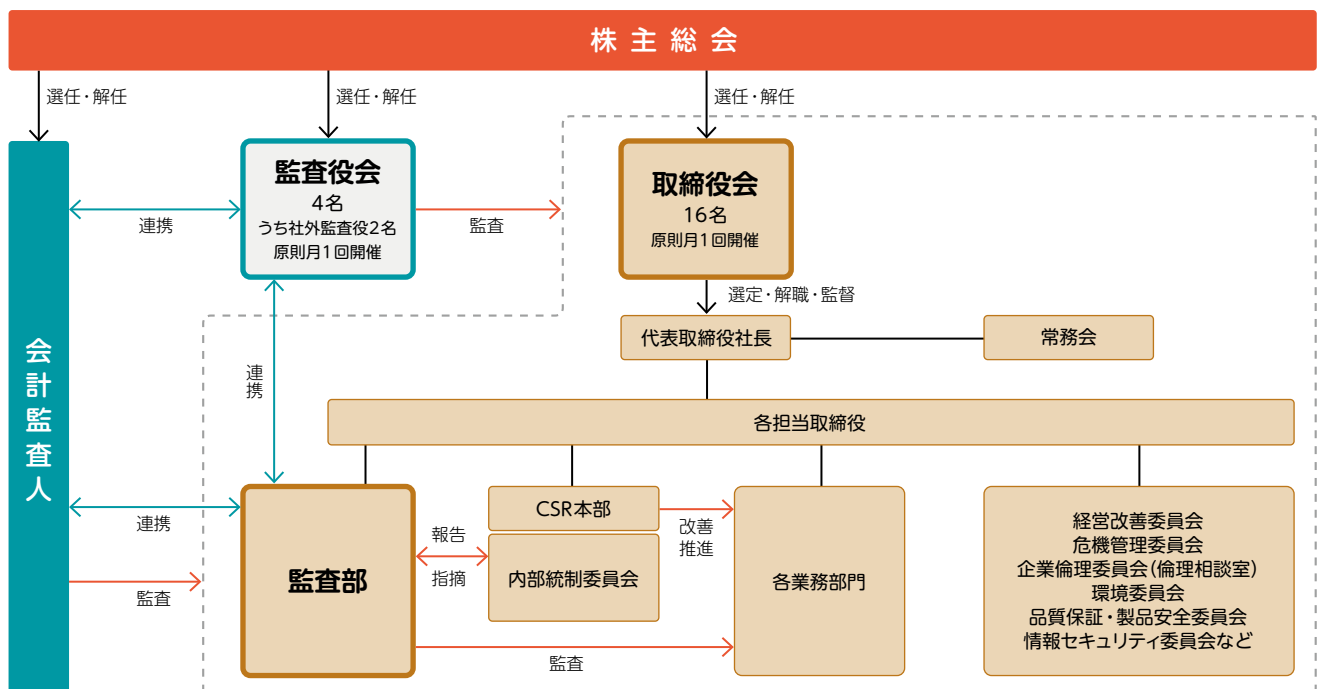 株主総会
選任・解任
選任・解任
選任・解任
監査役会
4名
うち社外監査役2名
原則月1回開催
取締役会
16名
原則月1回開催
連携
監査
選定・解職・監督
代表取締役社長
常務会
会計監査人
連携
各担当取締役
連携
監査
監査部
報告
指摘
CSR本部
内部統制委員会
改善
推進
監査
各業務部門
経営改善委員会
危機管理委員会
企業倫理委員会(倫理相談室)
環境委員会
品質保証・製品安全委員会
情報セキュリティ委員会など